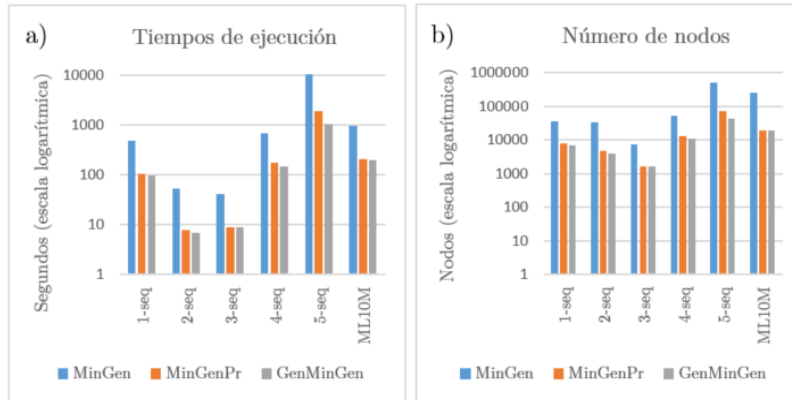 a)
Tiempos de ejecución
Segundos (escala logarítmica)
10000
1000
100
10
1
1-seq
2-seq
3-seq
4-seq
5-seq
ML10M
MinGen MinGenPr GenMinGen
b)
Número de nodos
Nodos (escala logarítmica)
1000000
100000
10000
1000
100
10
1
1-seq
2-seq
3-seq
4-seq
5-seq
ML10M
MinGen MinGenPr GenMinGen